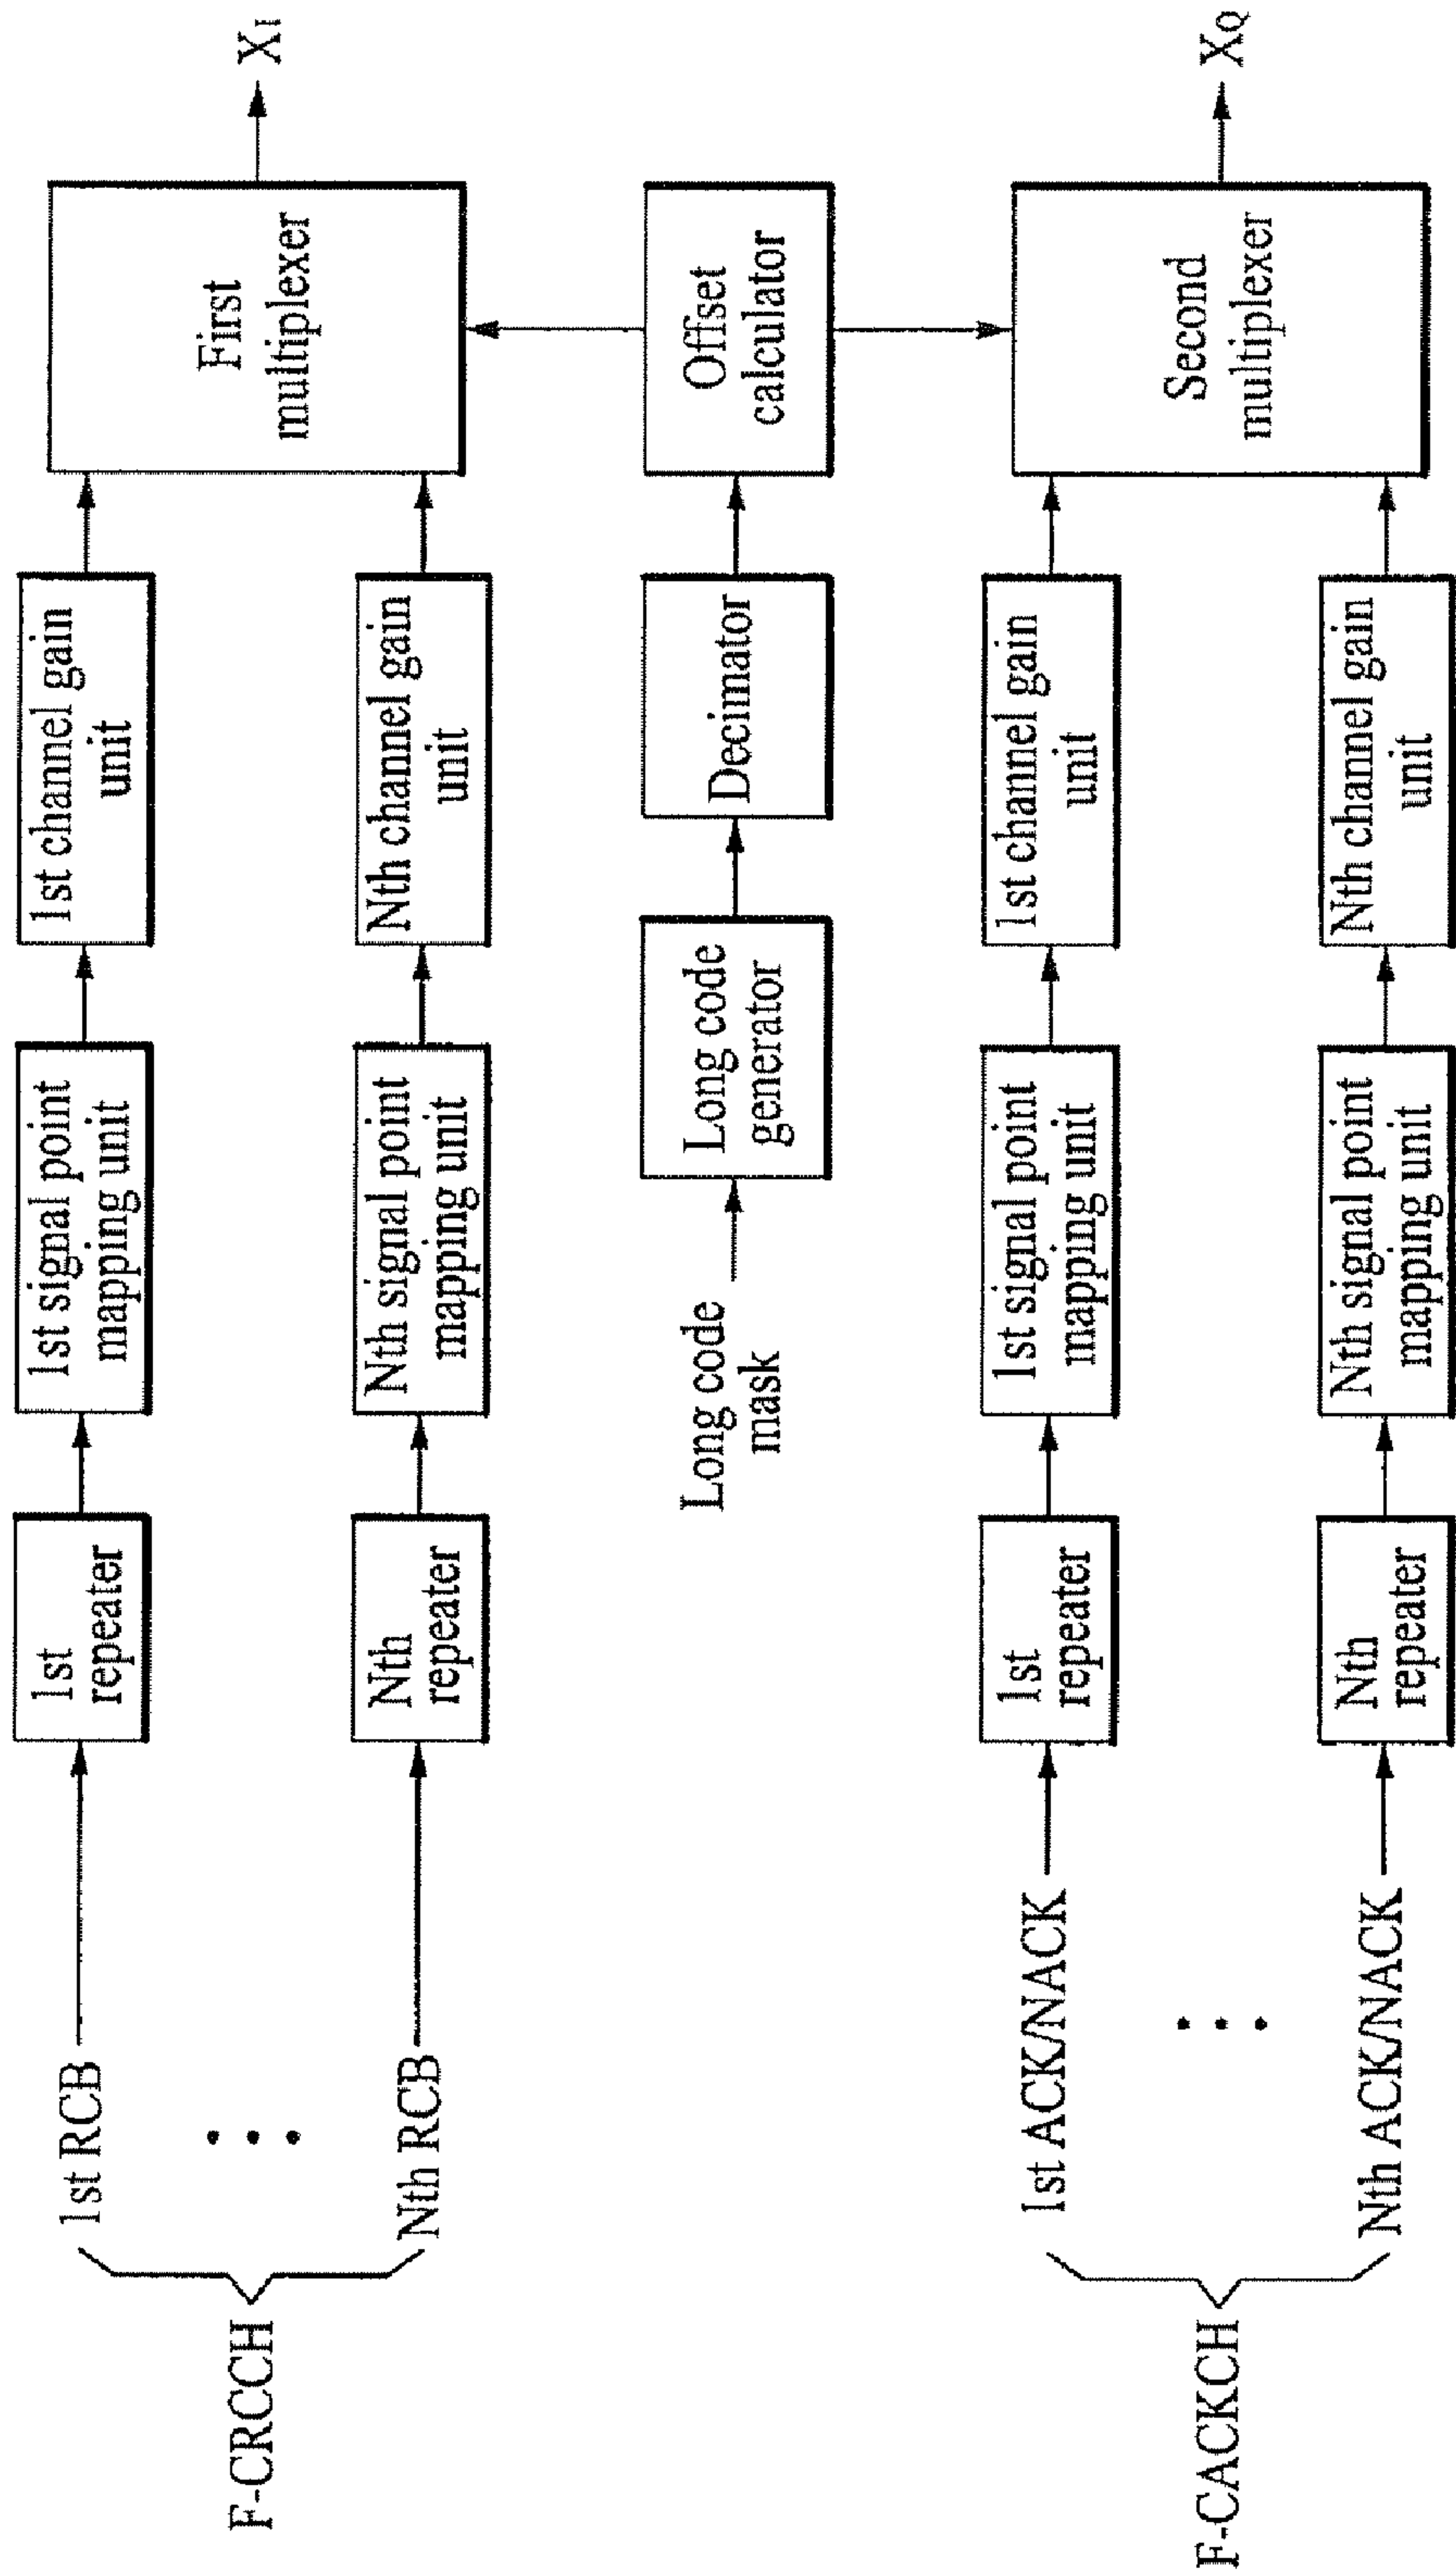 F-CRCCH
1st RCB
Nth RCB
1st
repeater
1st signal point
mapping unit
1st channel gain
unit
Nth
repeater
Nth signal point
mapping unit
Nth channel gain
unit
First
multiplexer
X_I
Long code
mask
Long code
generator
Decimator
Offset
calculator
F-CACKCH
1st ACK/NACK
Nth ACK/NACK
1st
repeater
1st signal point
mapping unit
1st channel gain
unit
Nth
repeater
Nth signal point
mapping unit
Nth channel gain
unit
Second
multiplexer
X_Q